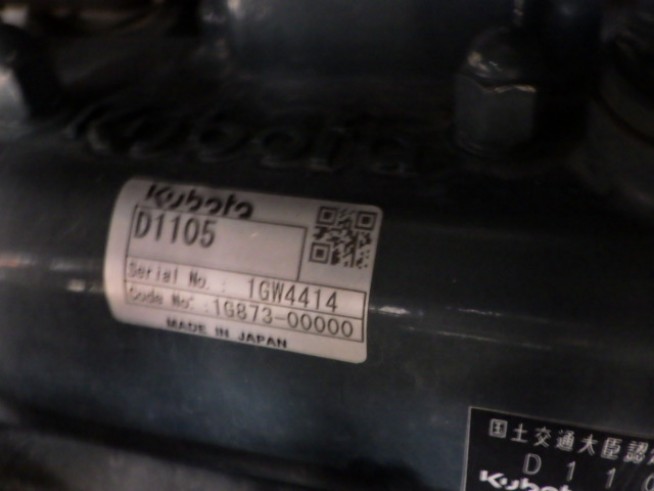 Kubota
Kubota
D1105
Serial No. : 1GW4414
Code No. : 1G873-00000
MADE IN JAPAN
国土交通大臣認
D110
Kubota